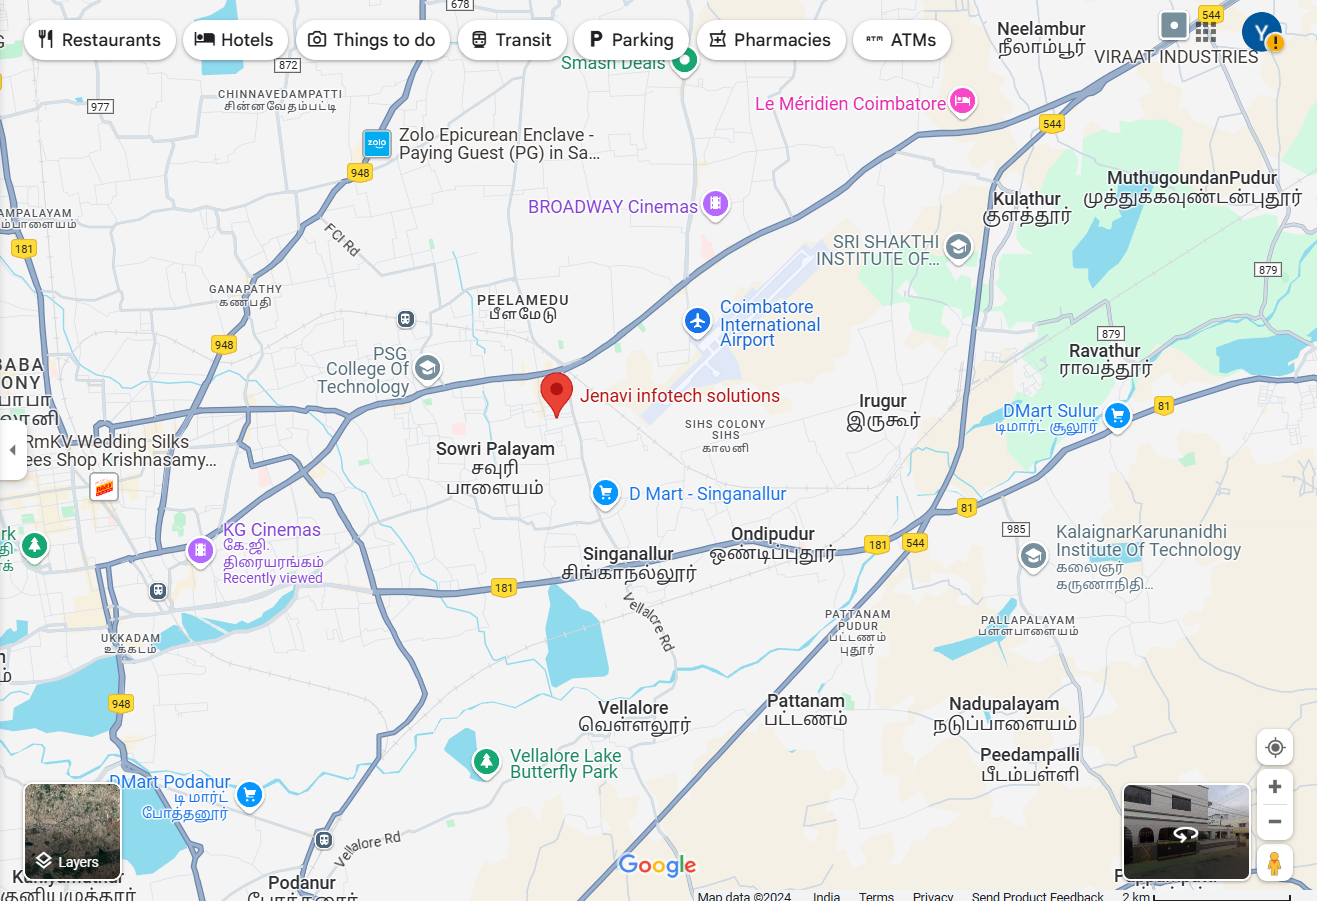 678
Restaurants
Hotels
Things to do
Transit
Parking
Pharmacies
ATMs
544
Y
Neelambur
நீலாம்பூர்
VIRAAT INDUSTRIES
Smash Deals
872
CHINNAVEDAMPATTI
சின்னவேதம்பட்டி
977
Le Méridien Coimbatore
544
zolo
Zolo Epicurean Enclave -
Paying Guest (PG) in Sa...
948
MuthugoundanPudur
முத்துக்கவுண்டன்புதூர்
Kulathur
குளத்தூர்
BROADWAY Cinemas
AMPALAYAM
ம்பாளையம்
181
FCI Rd
SRI SHAKTHI
INSTITUTE OF...
879
GANAPATHY
கணபதி
PEELAMEDU
பீளமேடு
Coimbatore
International
Airport
948
PSG
College Of
Technology
879
Ravathur
ராவத்தூர்
BABA
ONY
பாபா
லானி
Jenavi infotech solutions
Irugur
இருகூர்
DMart Sulur
டிமார்ட் சூலூர்
81
SIHS COLONY
SIHS
காலனி
RmKV Wedding Silks
ees Shop Krishnasamy...
Sowri Palayam
சவுரி
பாளையம்
D Mart - Singanallur
81
KG Cinemas
கே.ஜி.
திரையரங்கம்
Recently viewed
rk
Ondipudur
ஒண்டிப்புதூர்
181
544
985
KalaignarKarunanidhi
Institute Of Technology
கலைஞர்
கருணாநிதி...
Singanallur
சிங்காநல்லூர்
181
Vellalore Rd
PATTANAM
PUDUR
பட்டணம்
புதூர்
PALLAPALAYAM
பள்ளபாளையம்
UKKADAM
உக்கடம்
948
Vellalore
வெள்ளலூர்
Pattanam
பட்டணம்
Nadupalayam
நடுப்பாளையம்
Peedampalli
பீடம்பள்ளி
Vellalore Lake
Butterfly Park
DMart Podanur
டி மார்ட்
போத்தனூர்
Layers
Vellalore Rd
Google
Podanur
Map data ©2024
India
Terms
Privacy
Send Product Feedback
2 km